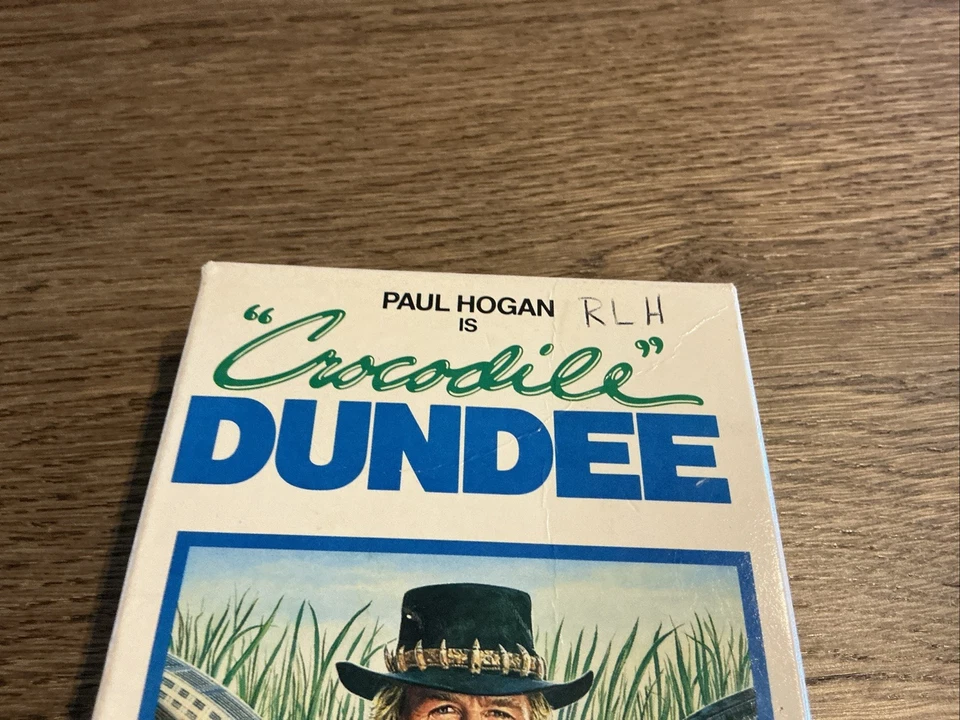 PAUL HOGAN RLH
IS
“Crocodile”
DUNDEE